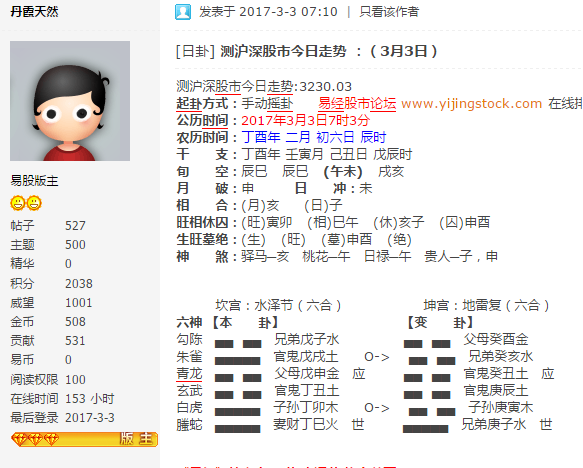 丹霞天然
发表于 2017-3-3 07:10 | 只看该作者
[日卦] 测沪深股市今日走势 ：（3月3日）
测沪深股市今日走势:3230.03
起卦方式：手动摇卦 易经股市论坛 www.yijingstock.com 在线排
公历时间：2017年3月3日7时3分
农历时间：丁酉年 二月 初六日 辰时
干 支：丁酉年 壬寅月 己丑日 戊辰时
旬 空：辰巳 辰巳 (午未) 戌亥
月 破：申 日 冲：未
相 合：(月)亥 (日)子
旺相休囚：(旺)寅卯 (相)巳午 (休)亥子 (囚)申酉
生旺墓绝：(生) (旺) (墓)申酉 (绝)
神 煞：驿马─亥 桃花─午 日禄─午 贵人─子，申
坎宫：水泽节（六合） 坤宫：地雷复（六合）
六神 【本 卦】 【变 卦】
勾陈 兄弟戊子水 父母癸酉金
朱雀 官鬼戊戌土 O-> 兄弟癸亥水
青龙 父母戊申金 应 官鬼癸丑土 应
玄武 官鬼丁丑土 官鬼庚辰土
白虎 子孙丁卯木 O-> 子孙庚寅木
螣蛇 妻财丁巳火 世 兄弟庚子水 世
易股版主
帖子 527
主题 500
精华 0
积分 2038
威望 1001
金币 508
贡献 531
易币 0
阅读权限 100
在线时间 153 小时
最后登录 2017-3-3
版 主